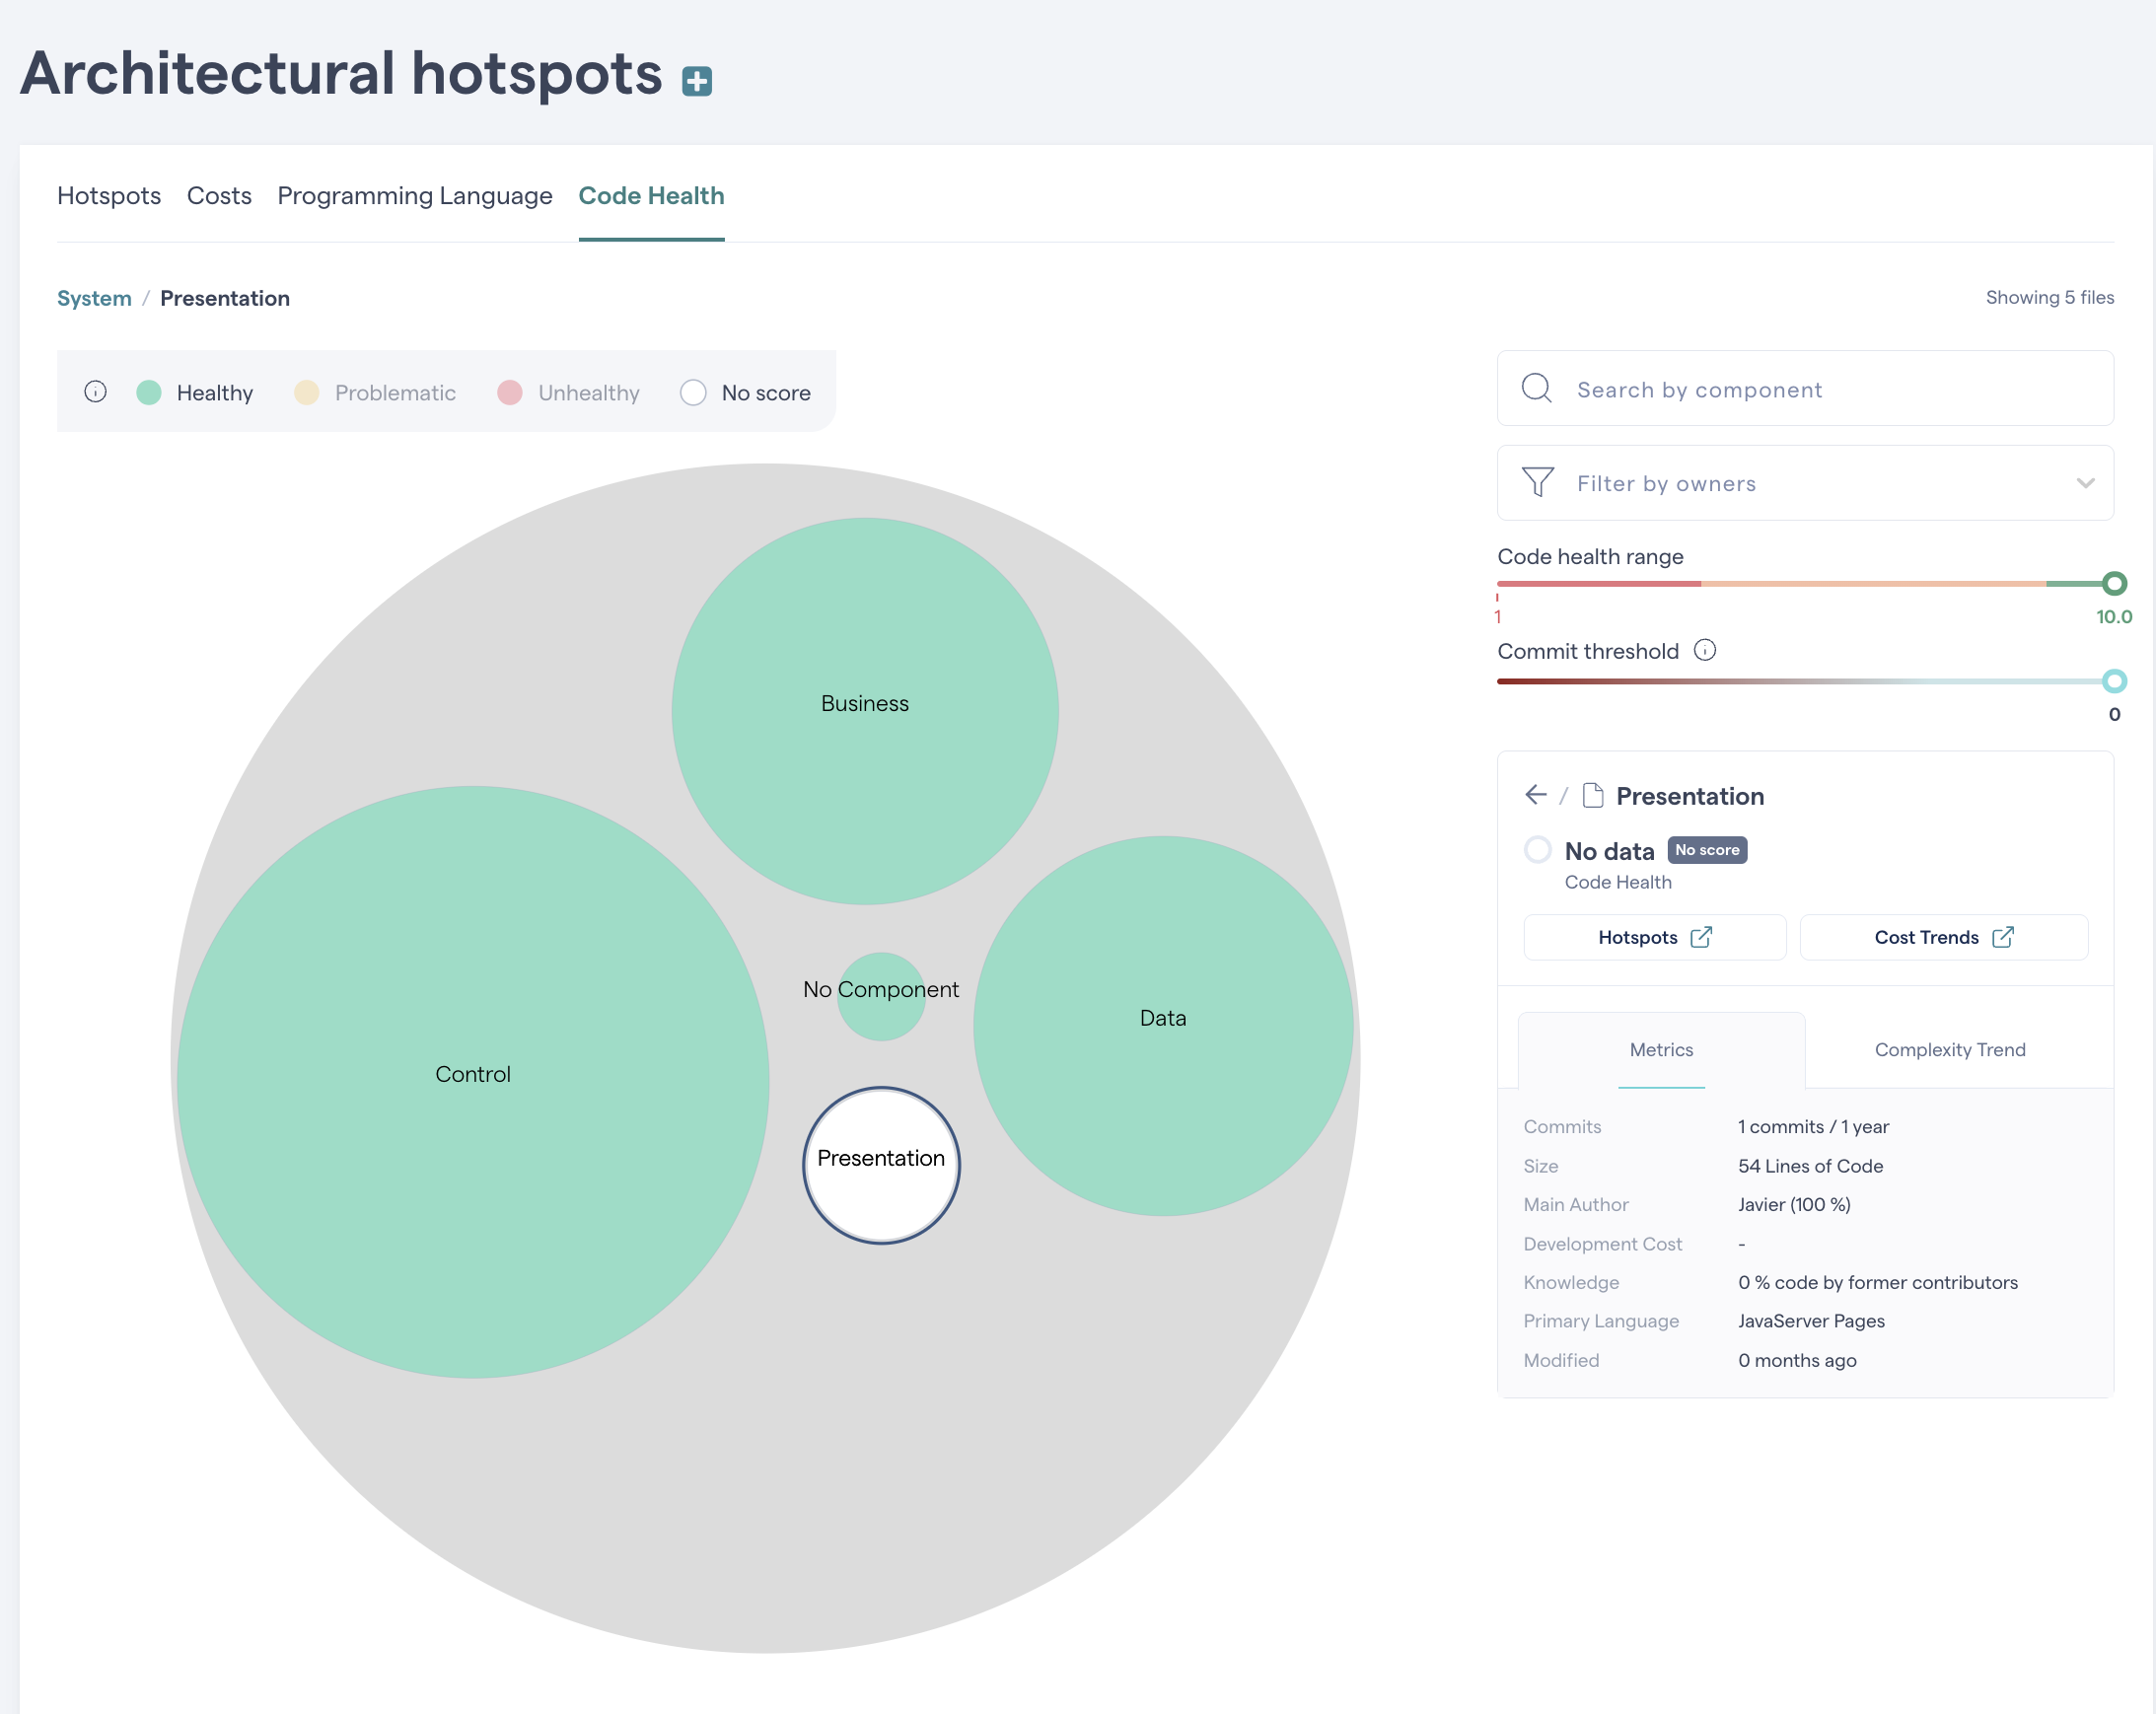 Architectural hotspots
Hotspots Costs Programming Language Code Health
System / Presentation
Showing 5 files
Healthy Problematic Unhealthy No score
Search by component
Filter by owners
Code health range
1 10.0
Commit threshold
0
Business
Control
No Component
Data
Presentation
/ Presentation
No data No score
Code Health
Hotspots Cost Trends
Metrics Complexity Trend
Commits 1 commits / 1 year
Size 54 Lines of Code
Main Author Javier (100 %)
Development Cost -
Knowledge 0 % code by former contributors
Primary Language JavaServer Pages
Modified 0 months ago